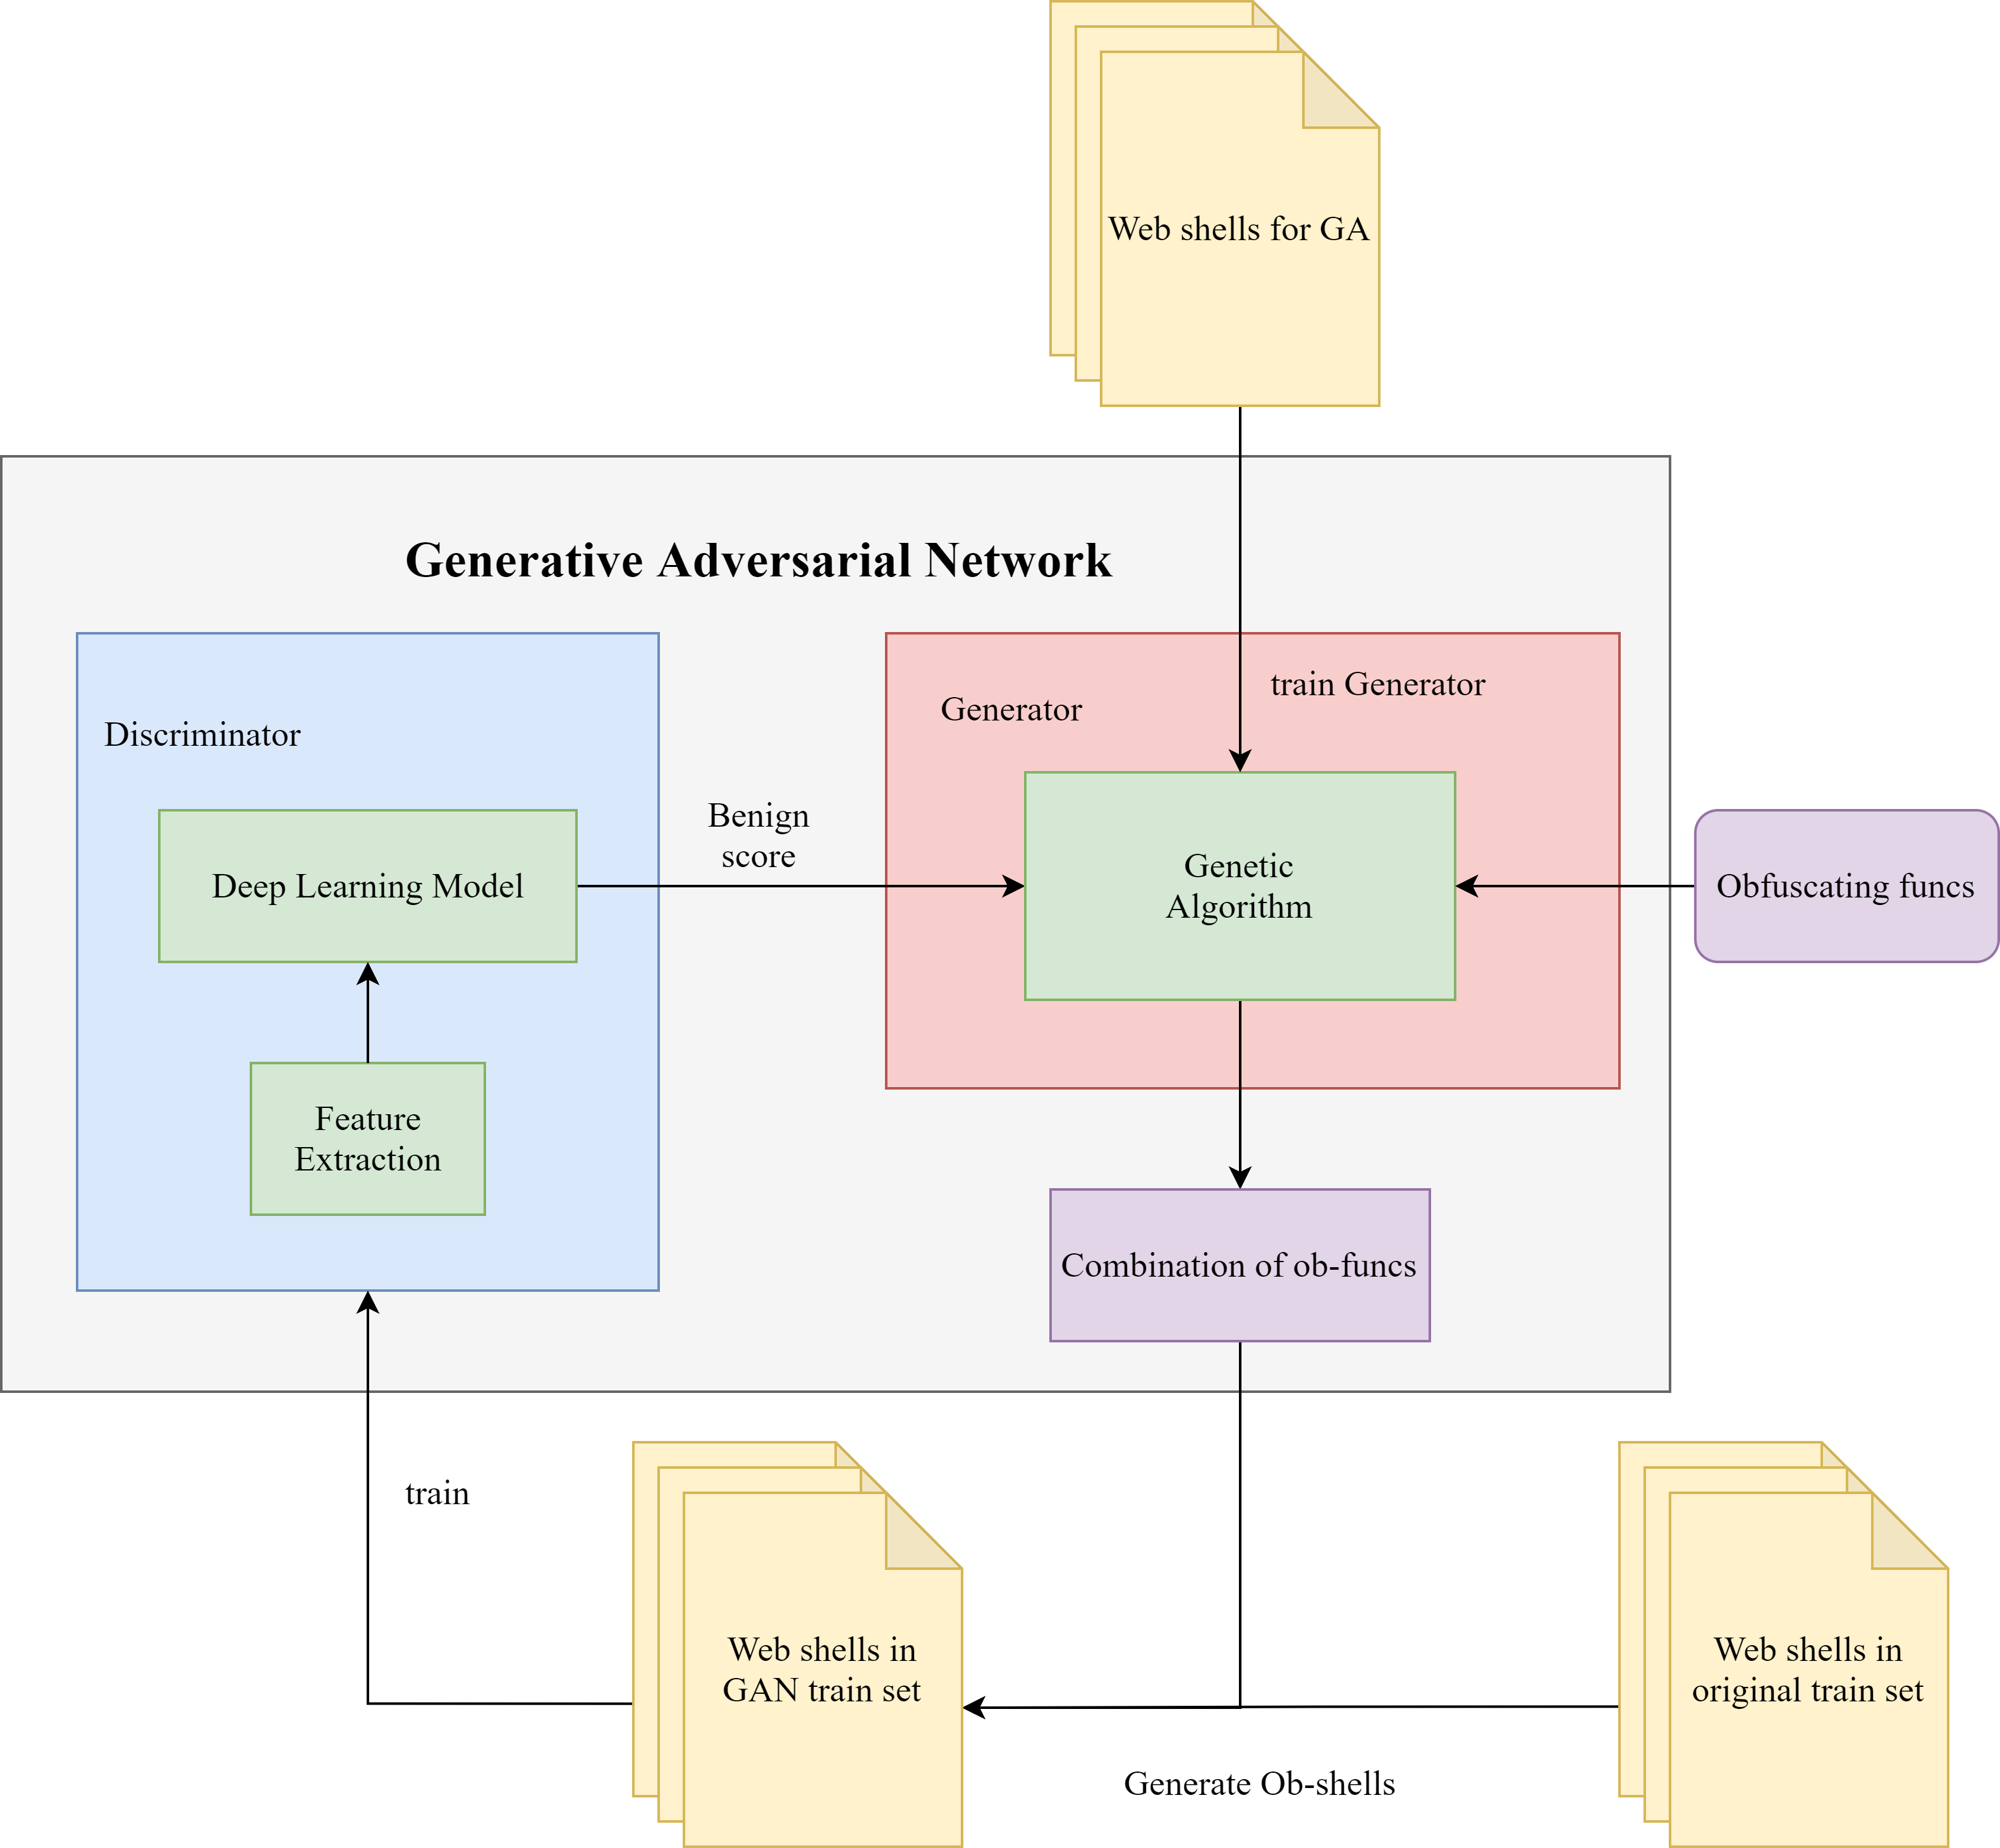 Web shells for GA
Generative Adversarial Network
train Generator
Generator
Discriminator
Benign
score
Deep Learning Model
Genetic
Algorithm
Obfuscating funcs
Feature
Extraction
Combination of ob-funcs
train
Web shells in
GAN train set
Web shells in
original train set
Generate Ob-shells